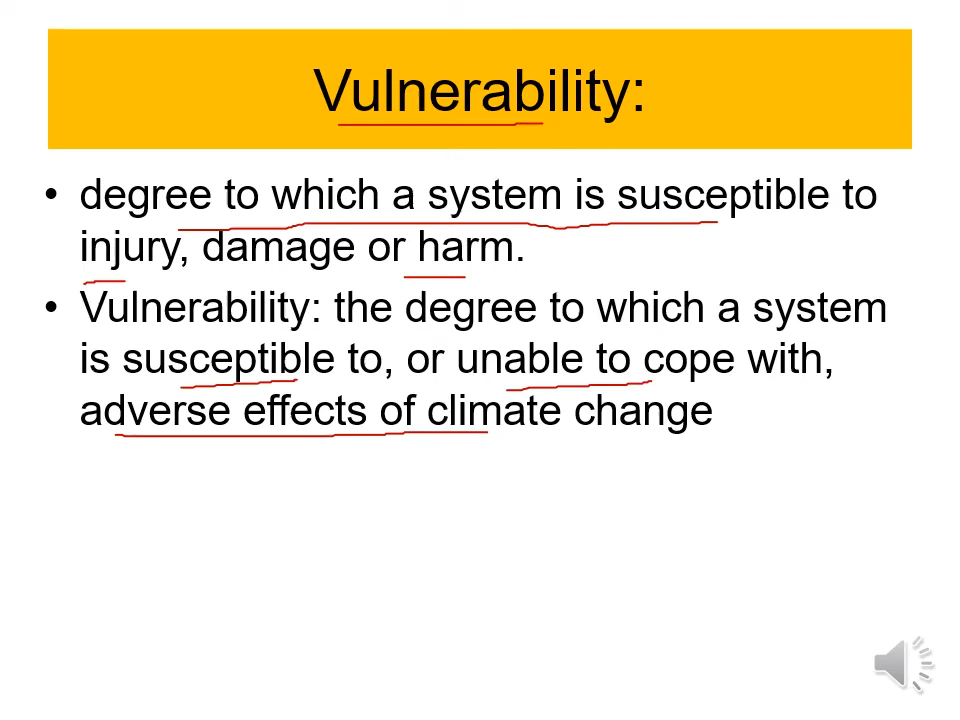 Vulnerability:
• degree to which a system is susceptible to
injury, damage or harm.
• Vulnerability: the degree to which a system
is susceptible to, or unable to cope with,
adverse effects of climate change